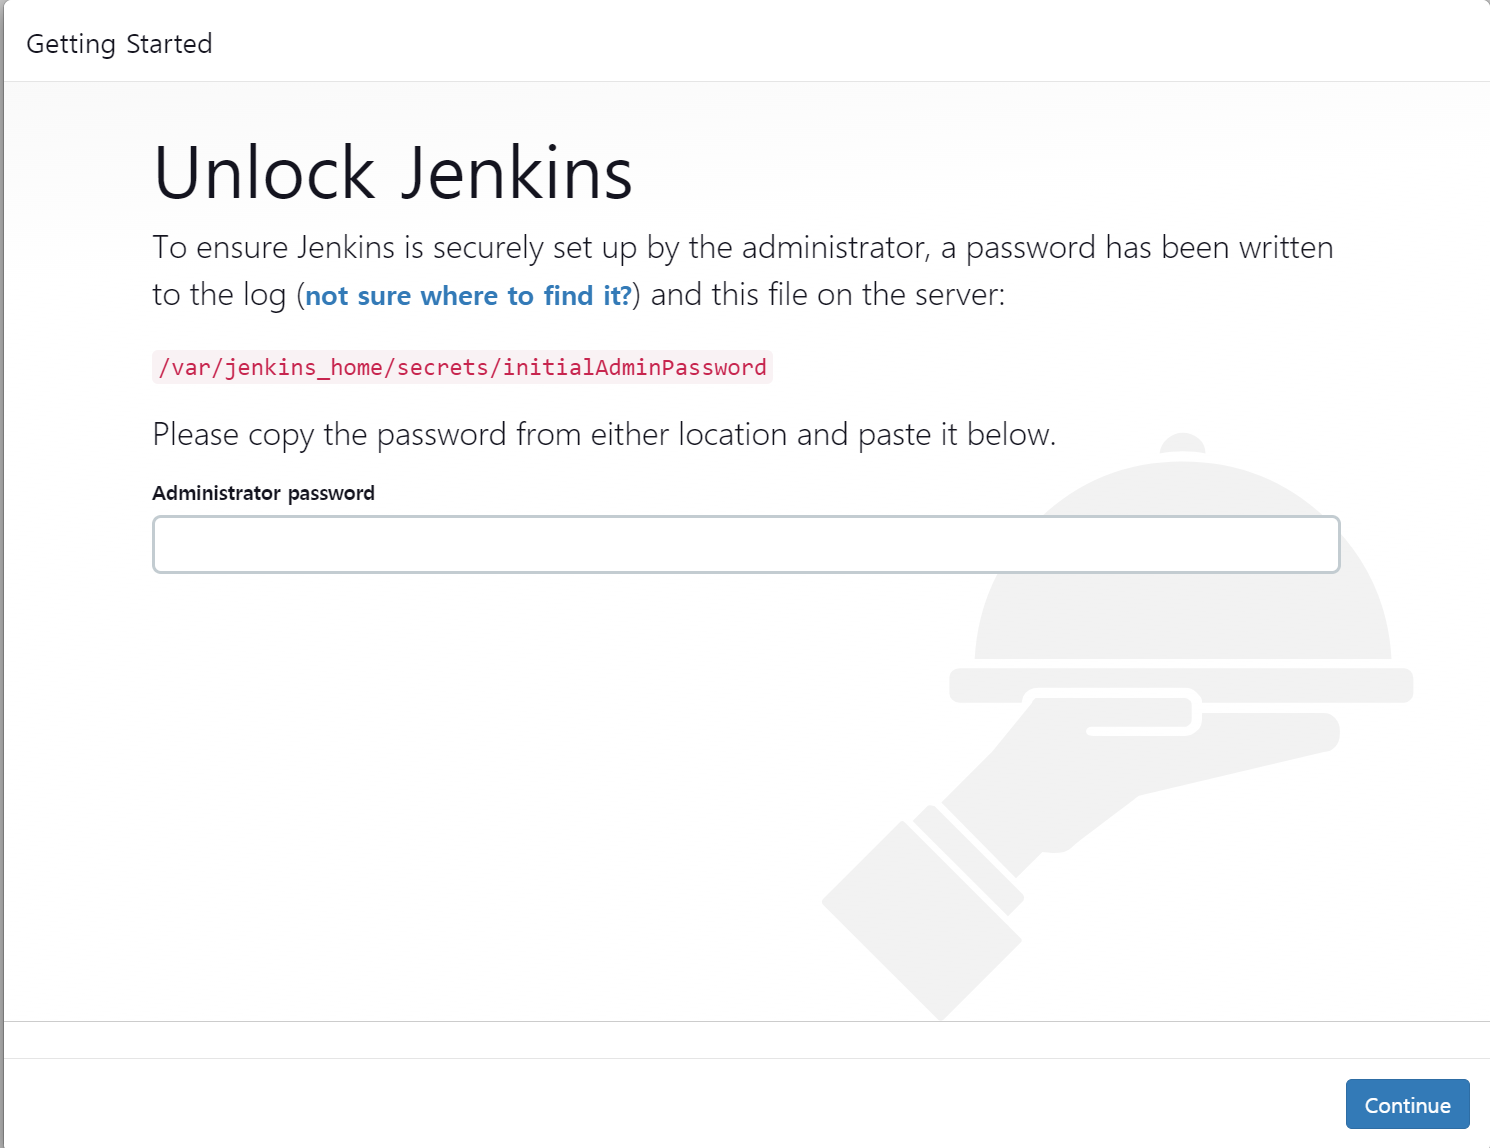 Getting Started
Unlock Jenkins
To ensure Jenkins is securely set up by the administrator, a password has been written
to the log (not sure where to find it?) and this file on the server:
/var/jenkins_home/secrets/initialAdminPassword
Please copy the password from either location and paste it below.
Administrator password
Continue